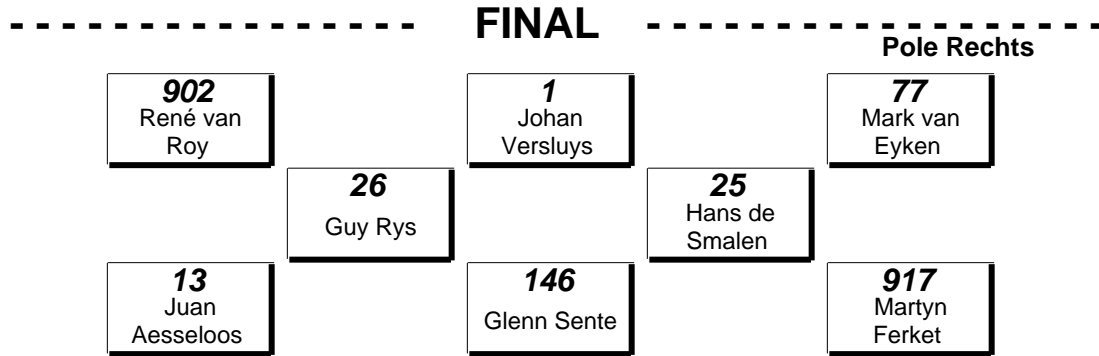 FINAL
Pole Rechts
902
René van
Roy
1
Johan
Versluys
77
Mark van
Eyken
26
Guy Rys
25
Hans de
Smalen
13
Juan
Aesseloos
146
Glenn Sente
917
Martyn
Ferket